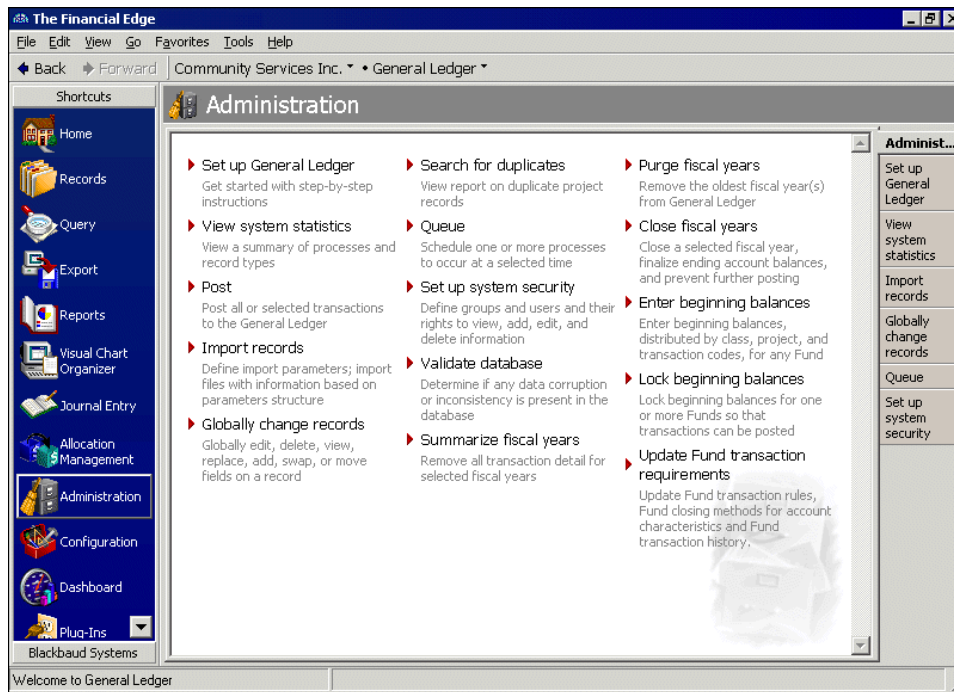 The Financial Edge
File Edit View Go Favorites Tools Help
Back Forward Community Services Inc. • General Ledger
Shortcuts
Home
Records
Query
Export
Reports
Visual Chart
Organizer
Journal Entry
Allocation
Management
Administration
Configuration
Dashboard
Plug-Ins
Blackbaud Systems
Administration
Set up General Ledger
Get started with step-by-step
instructions
View system statistics
View a summary of processes and
record types
Post
Post all or selected transactions
to the General Ledger
Import records
Define import parameters; import
files with information based on
parameters structure
Globally change records
Globally edit, delete, view,
replace, add, swap, or move
fields on a record
Search for duplicates
View report on duplicate project
records
Queue
Schedule one or more processes
to occur at a selected time
Set up system security
Define groups and users and their
rights to view, add, edit, and
delete information
Validate database
Determine if any data corruption
or inconsistency is present in the
database
Summarize fiscal years
Remove all transaction detail for
selected fiscal years
Purge fiscal years
Remove the oldest fiscal year(s)
from General Ledger
Close fiscal years
Close a selected fiscal year,
finalize ending account balances,
and prevent further posting
Enter beginning balances
Enter beginning balances,
distributed by class, project, and
transaction codes, for any Fund
Lock beginning balances
Lock beginning balances for one
or more Funds so that
transactions can be posted
Update Fund transaction
requirements
Update Fund transaction rules,
Fund closing methods for account
characteristics and Fund
transaction history.
Administ...
Set up
General
Ledger
View
system
statistics
Import
records
Globally
change
records
Queue
Set up
system
security
Welcome to General Ledger